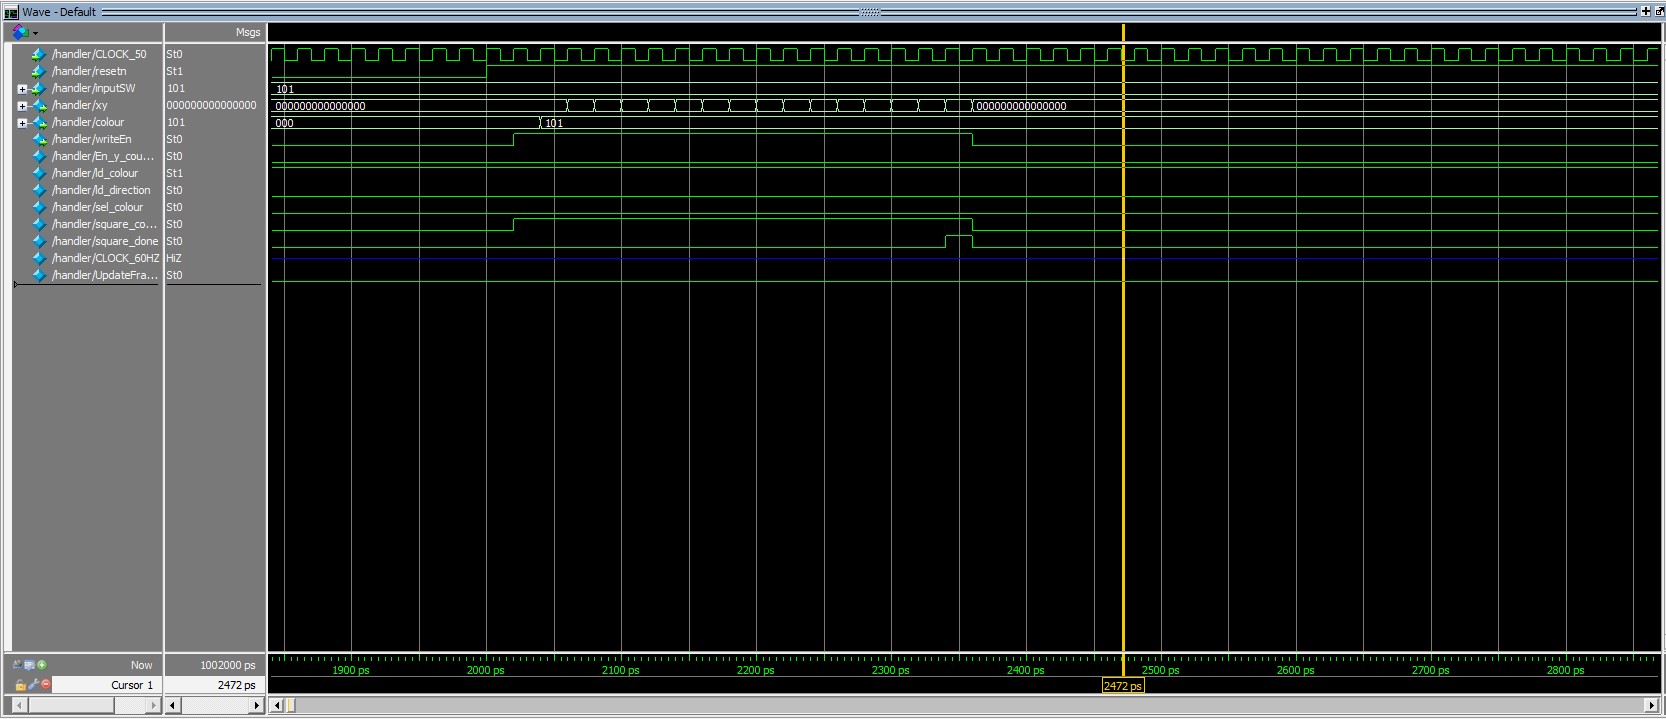 Wave - Default
Msgs
/handler/CLOCK_50 St0
/handler/resetn St1
/handler/inputSW 101 101
/handler/xy 000000000000000 000000000000000 000000000000000
/handler/colour 101 000 101
/handler/writeEn St0
/handler/En_y_cou... St0
/handler/ld_colour St1
/handler/ld_direction St0
/handler/sel_colour St0
/handler/square_co... St0
/handler/square_done St0
/handler/CLOCK_60HZ HiZ
/handler/UpdateFra... St0
Now 1002000 ps 1900 ps 2000 ps 2100 ps 2200 ps 2300 ps 2400 ps 2500 ps 2600 ps 2700 ps 2800 ps
Cursor 1 2472 ps 2472 ps